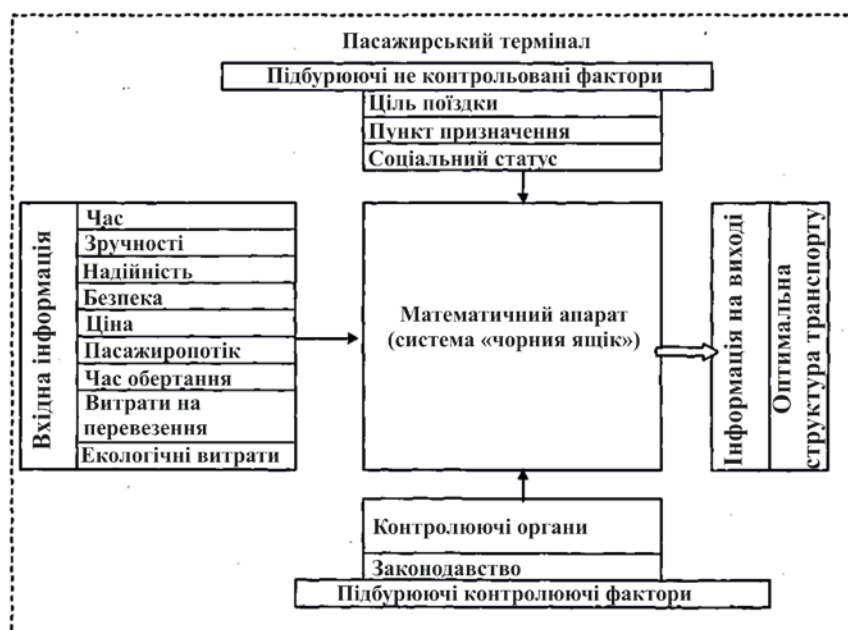 Пасажирський термінал
Підбурюючі не контрольовані фактори
Ціль поїздки
Пункт призначення
Соціальний статус
Вхідна інформація
Час
Зручності
Надійність
Безпека
Ціна
Пасажиропотік
Час обертання
Витрати на
перевезення
Екологічні витрати
Математичний апарат
(система «чорния ящік»)
Інформація на виході
Оптимальна
структура транспорту
Контролюючі органи
Законодавство
Підбурюючі контролюючі фактори